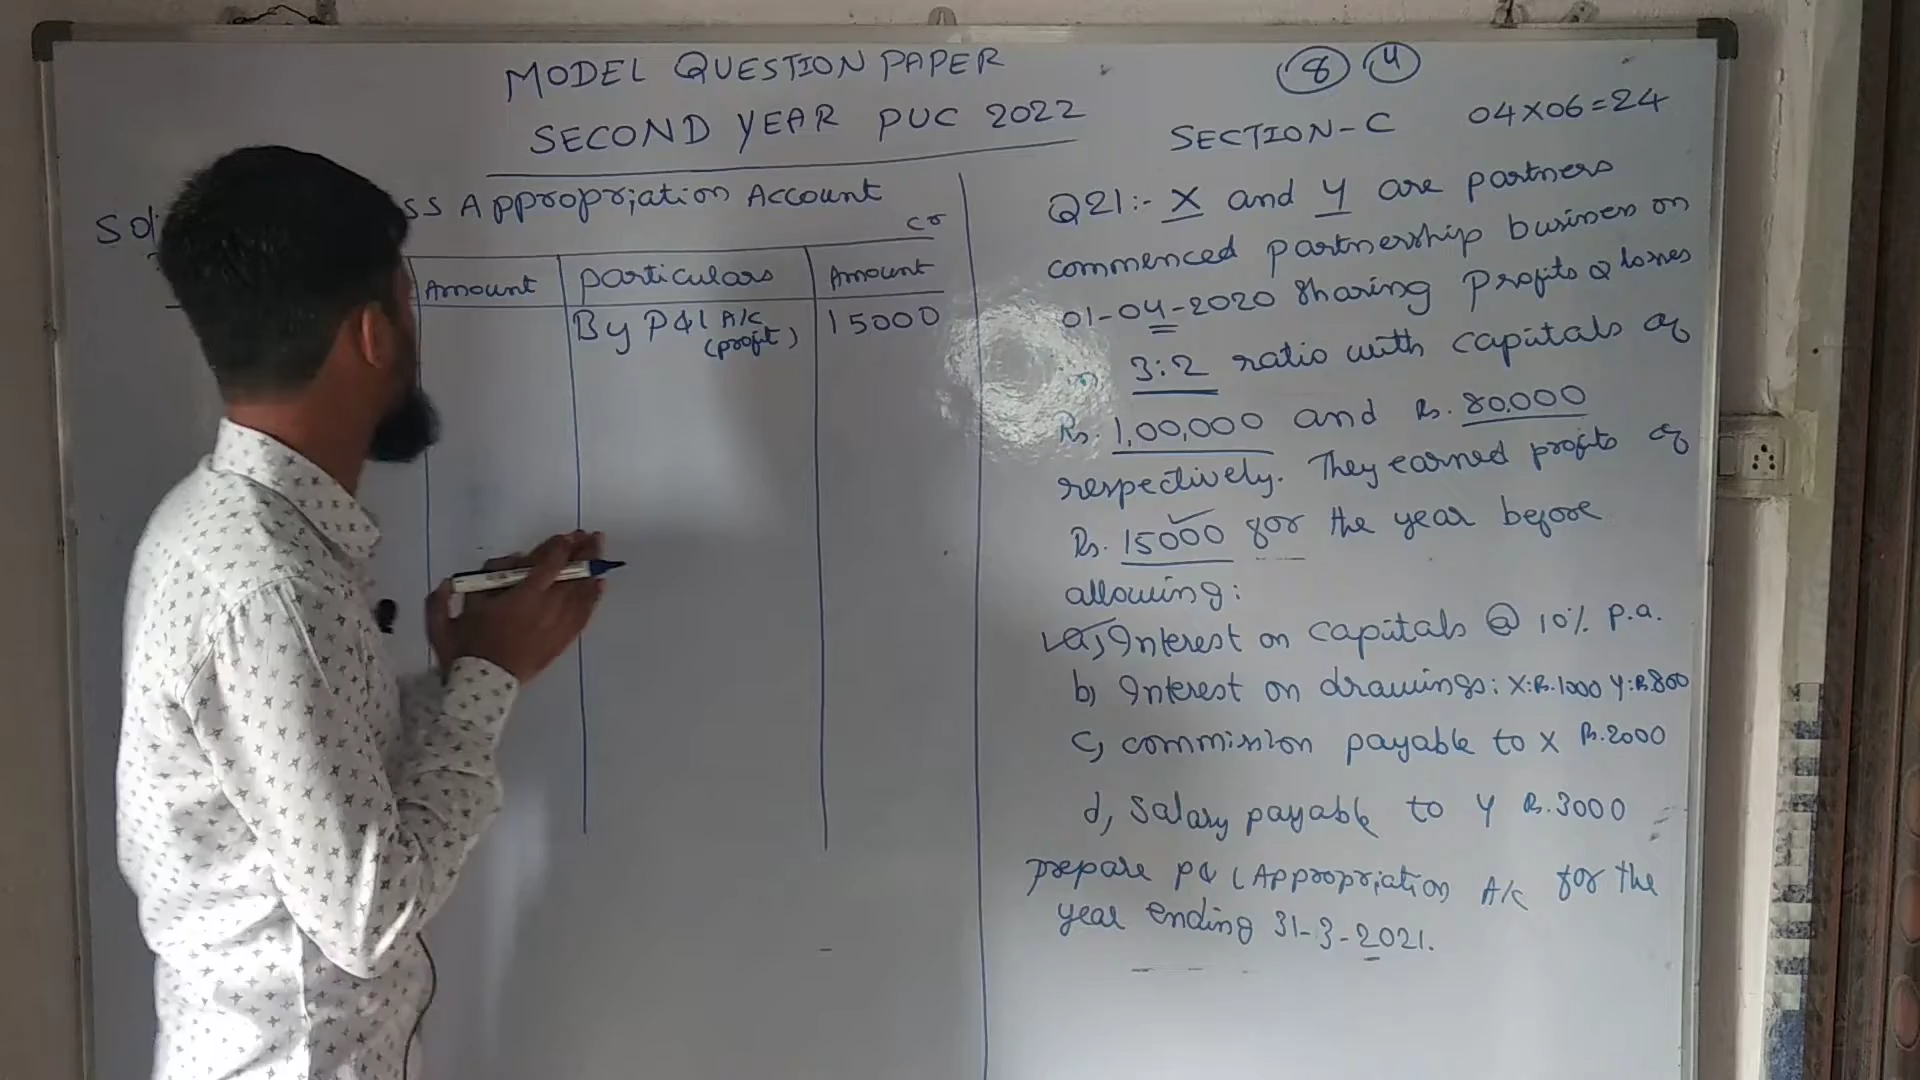 MODEL QUESTION PAPER
SECOND YEAR PUC 2022
8 4
SECTION-C 04X06=24
ss Appropriation Account
cr
Amount particulars Amount
By P&L A/c 15000
(profit)
Q21:- X and Y are partners
commenced partnership business on
01-04-2020 sharing profits & losses
in 3:2 ratio with capitals of
Rs. 1,00,000 and Rs. 80,000
respectively. They earned profits of
Rs. 15000 for the year before
allowing:
a, Interest on capitals @ 10% p.a.
b, Interest on drawings: X:Rs.1000 Y:Rs.800
c, commission payable to X Rs.2000
d, salary payable to Y Rs.3000
prepare P&L Appropriation A/c for the
year ending 31-3-2021.